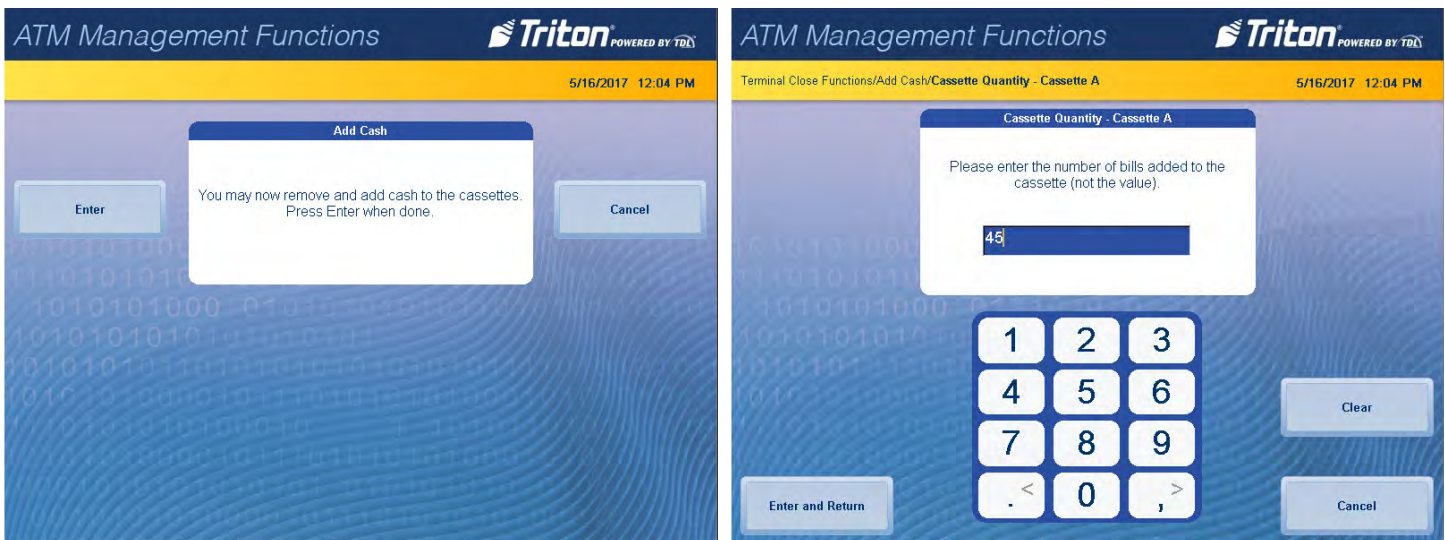 ATM Management Functions
Triton POWERED BY TDL
5/16/2017 12:04 PM
Add Cash
You may now remove and add cash to the cassettes.
Press Enter when done.
Enter
Cancel
ATM Management Functions
Triton POWERED BY TDL
Terminal Close Functions/Add Cash/Cassette Quantity - Cassette A
5/16/2017 12:04 PM
Cassette Quantity - Cassette A
Please enter the number of bills added to the
cassette (not the value).
45
1 2 3
4 5 6
7 8 9
. < 0 , >
Clear
Enter and Return
Cancel